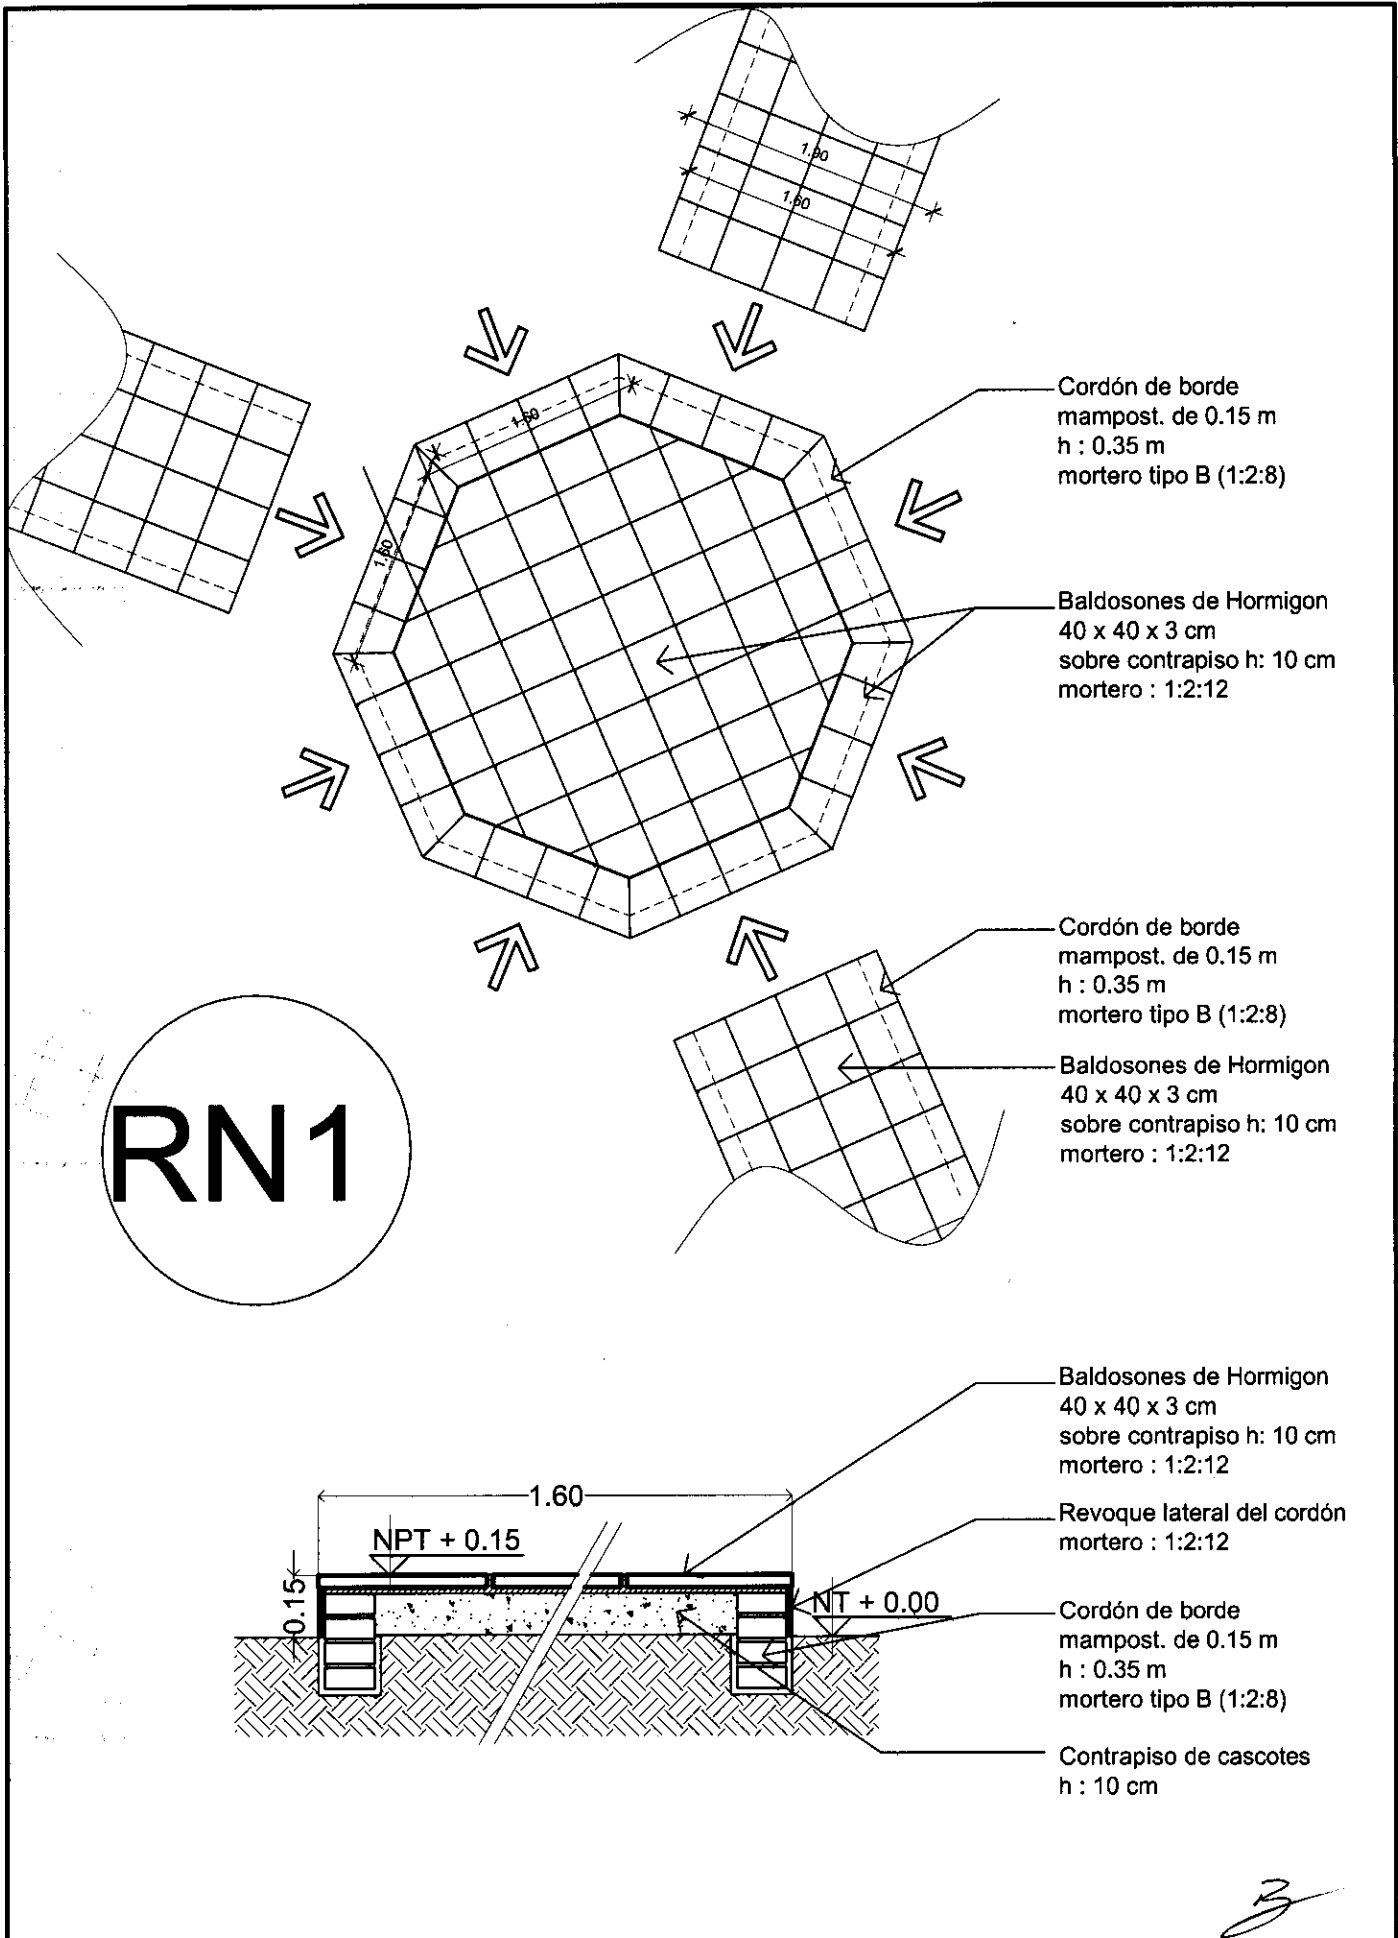 1.90
1.60
1.60
1.60
Cordón de borde
mampost. de 0.15 m
h : 0.35 m
mortero tipo B (1:2:8)
Baldosones de Hormigon
40 x 40 x 3 cm
sobre contrapiso h: 10 cm
mortero : 1:2:12
Cordón de borde
mampost. de 0.15 m
h : 0.35 m
mortero tipo B (1:2:8)
Baldosones de Hormigon
40 x 40 x 3 cm
sobre contrapiso h: 10 cm
mortero : 1:2:12
RN1
Baldosones de Hormigon
40 x 40 x 3 cm
sobre contrapiso h: 10 cm
mortero : 1:2:12
1.60
Revoque lateral del cordón
mortero : 1:2:12
NPT + 0.15
0.15
NT + 0.00
Cordón de borde
mampost. de 0.15 m
h : 0.35 m
mortero tipo B (1:2:8)
Contrapiso de cascotes
h : 10 cm